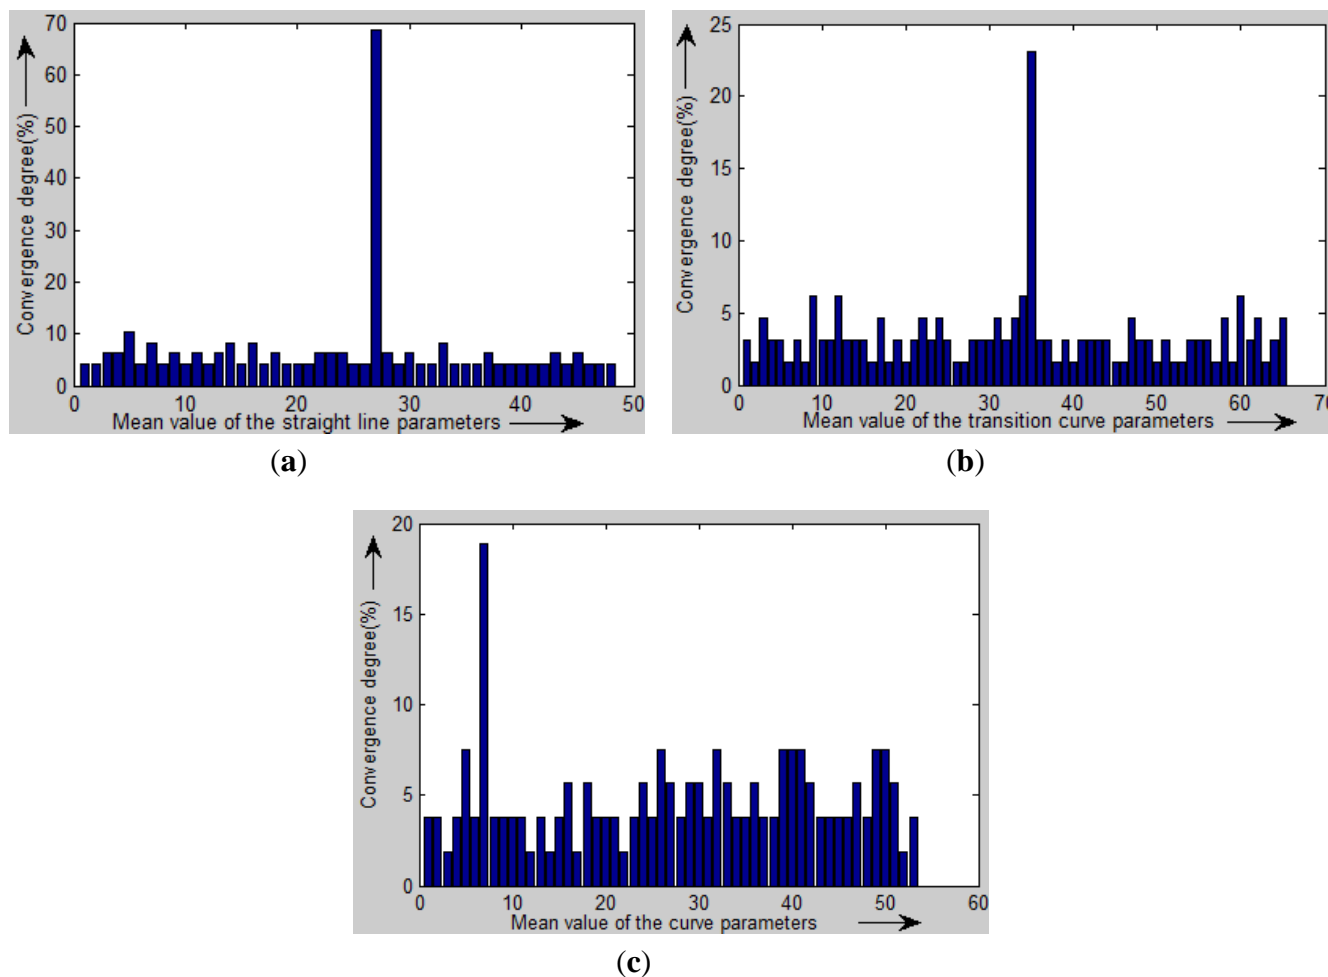 70
60
50
40
30
20
10
0
Convergence degree(%)
0 10 20 30 40 50
Mean value of the straight line parameters
(a)
25
20
15
10
5
0
Convergence degree(%)
0 10 20 30 40 50 60 70
Mean value of the transition curve parameters
(b)
20
15
10
5
0
Convergence degree(%)
0 10 20 30 40 50 60
Mean value of the curve parameters
(c)